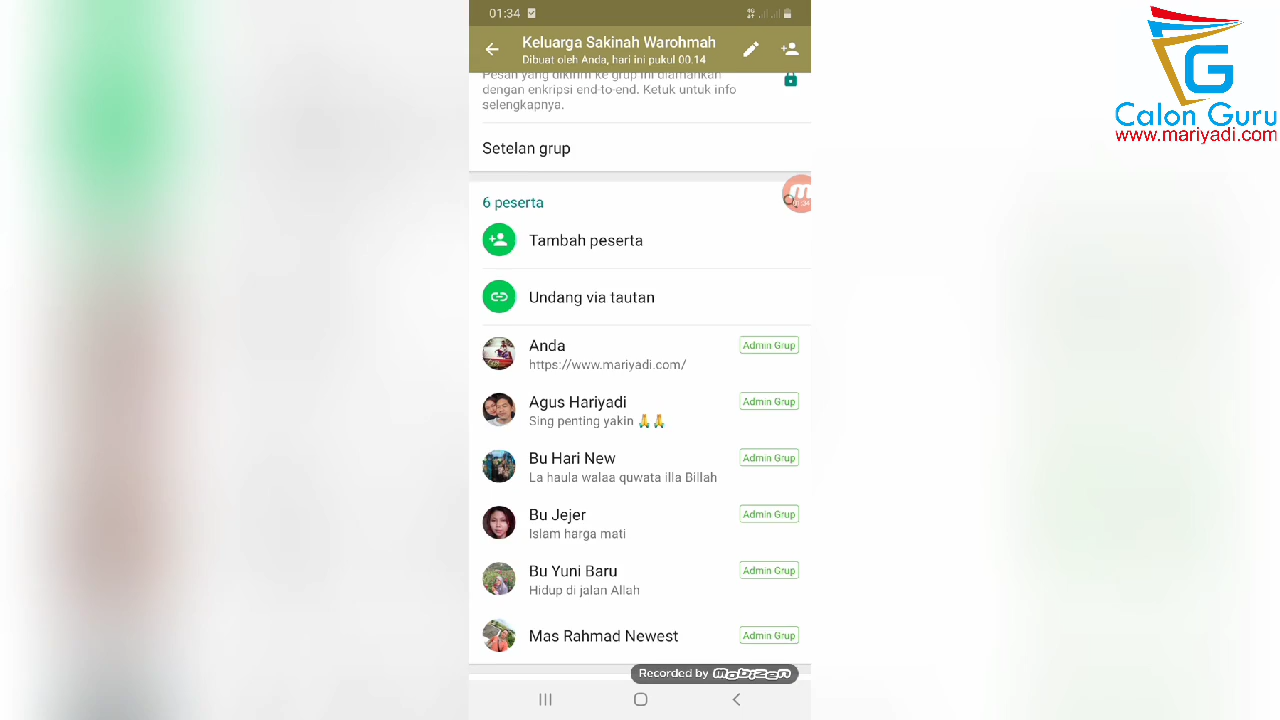 01:34
Keluarga Sakinah Warohmah
Dibuat oleh Anda, hari ini pukul 00.14
Pesan yang dikirim ke grup ini diamankan
dengan enkripsi end-to-end. Ketuk untuk info
selengkapnya.
Setelan grup
6 peserta
01:34
Tambah peserta
Undang via tautan
Anda
Admin Grup
https://www.mariyadi.com/
Agus Hariyadi
Admin Grup
Sing penting yakin 🙏🙏
Bu Hari New
Admin Grup
La haula walaa quwata illa Billah
Bu Jejer
Admin Grup
Islam harga mati
Bu Yuni Baru
Admin Grup
Hidup di jalan Allah
Mas Rahmad Newest
Admin Grup
Recorded by mobizen
G
Calon Guru
www.mariyadi.com